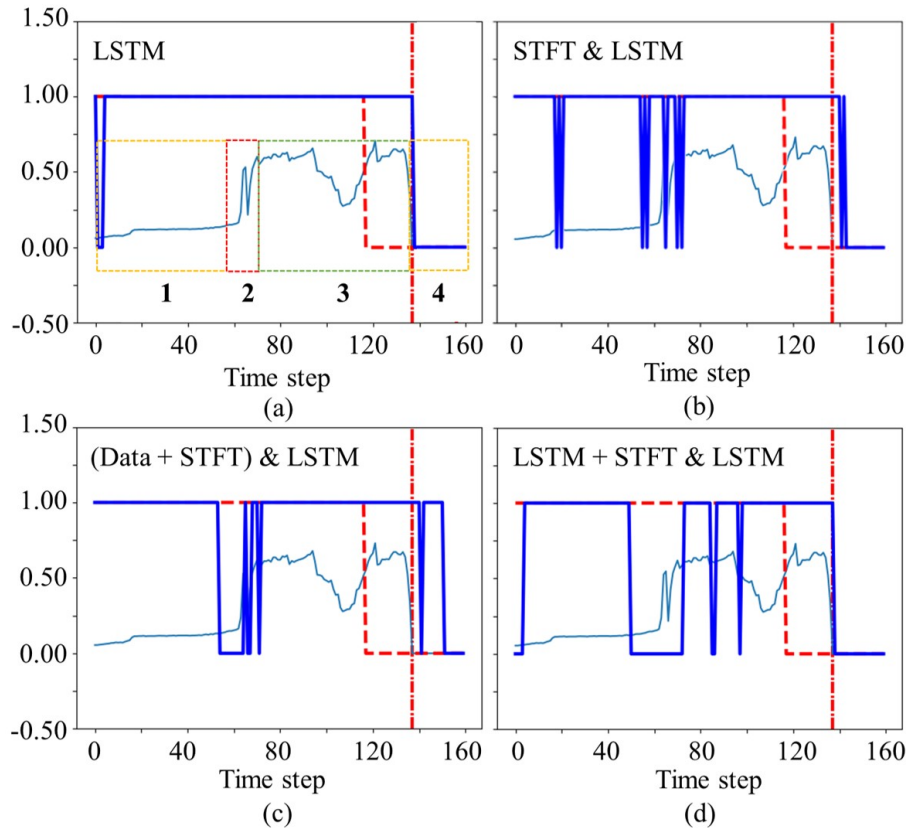 1.50
LSTM
STFT & LSTM
1.00
0.50
0.00
1 2 3 4
-0.50
0 40 80 120 160
0 40 80 120 160
Time step
Time step
(a)
(b)
1.50
(Data + STFT) & LSTM
LSTM + STFT & LSTM
1.00
0.50
0.00
-0.50
0 40 80 120 160
0 40 80 120 160
Time step
Time step
(c)
(d)